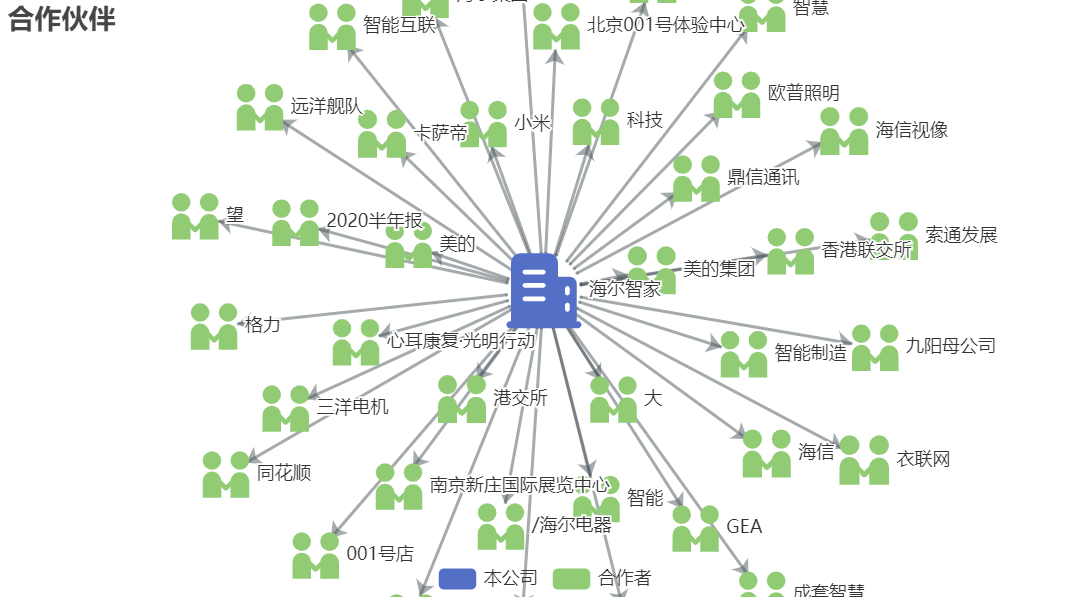 合作伙伴
智慧
智能互联
北京001号体验中心
欧普照明
远洋舰队
卡萨帝
小米
科技
海信视像
鼎信通讯
望
2020半年报
美的
索通发展
香港联交所
美的集团
海尔智家
格力
心耳康复·光明行动
智能制造
九阳母公司
三洋电机
港交所
大
海信
衣联网
同花顺
南京新庄国际展览中心
智能
/海尔电器
GEA
001号店
本公司
合作者
成套智慧